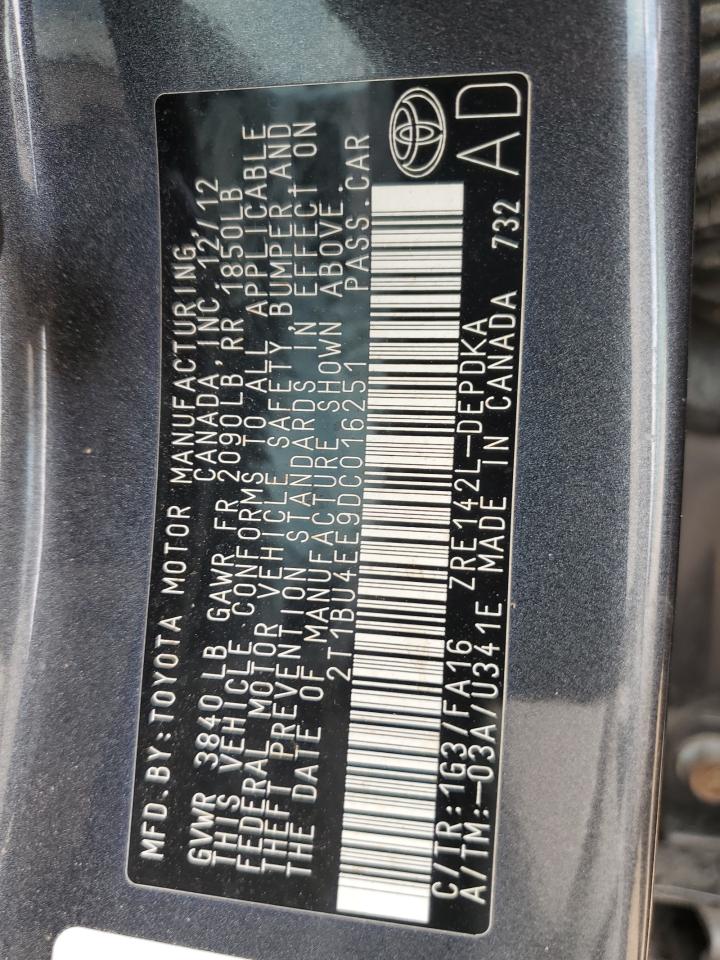 MFD.BY:TOYOTA MOTOR MANUFACTURING,
CANADA, INC. 12/12
GVWR 3840 LB GAWR FR 2090LB, RR 1850LB
THIS VEHICLE CONFORMS TO ALL APPLICABLE
FEDERAL MOTOR VEHICLE SAFETY, BUMPER AND
THEFT PREVENTION STANDARDS IN EFFECT ON
THE DATE OF MANUFACTURE SHOWN ABOVE.
2T1BU4EE9DC016251 PASS.CAR
C/TR:1G3/FA16 ZRE142L-DEPDKA
A/TM:-03A/U341E MADE IN CANADA 732
AD